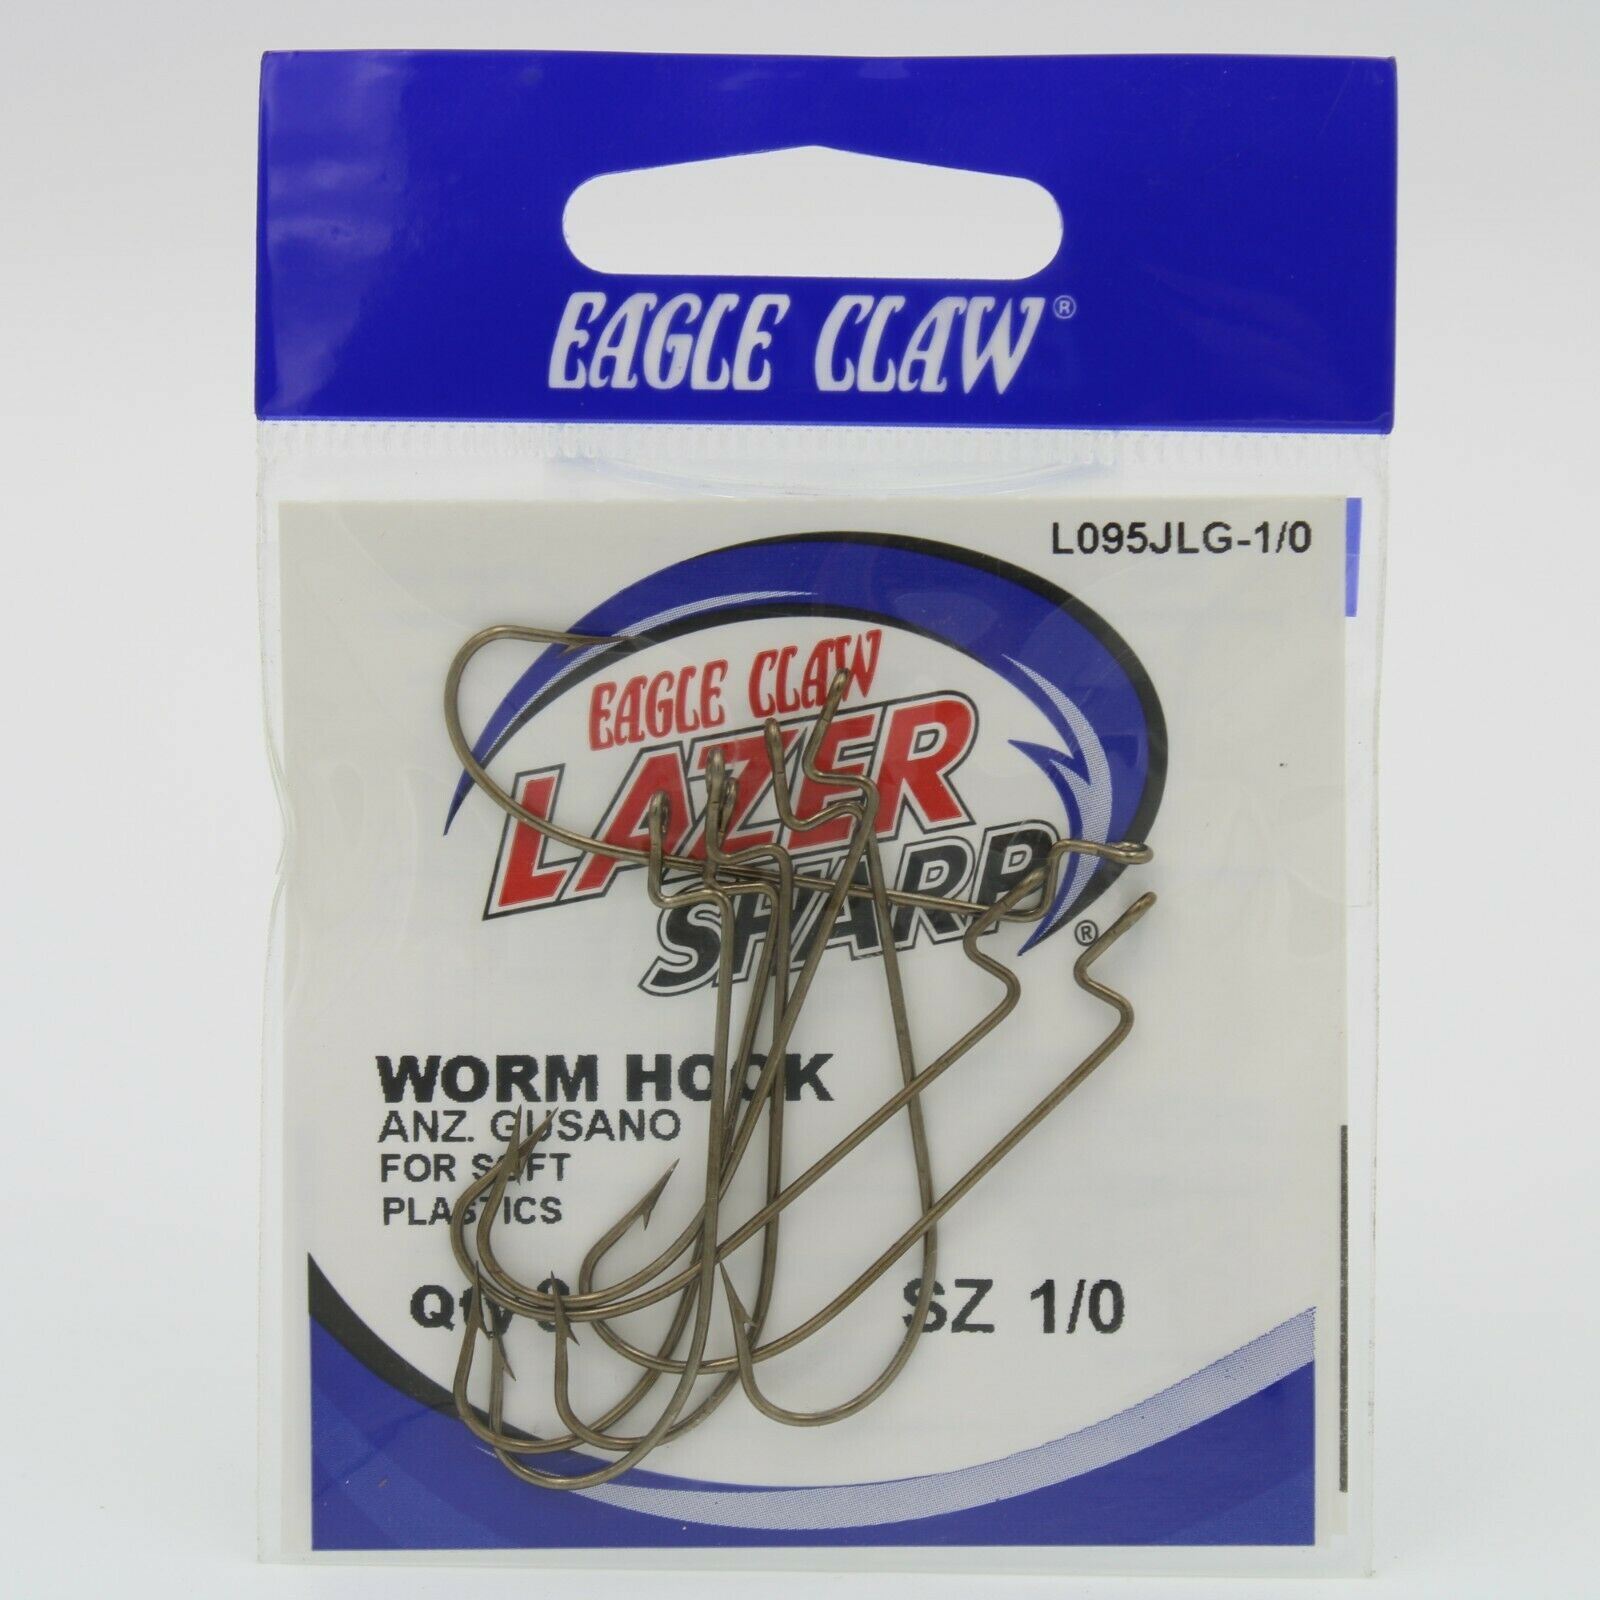 EAGLE CLAW®
L095JLG-1/0
EAGLE CLAW
LAZER
SHARP®
WORM HOOK
ANZ. GUSANO
FOR SOFT
PLASTICS
Qty
SZ 1/0